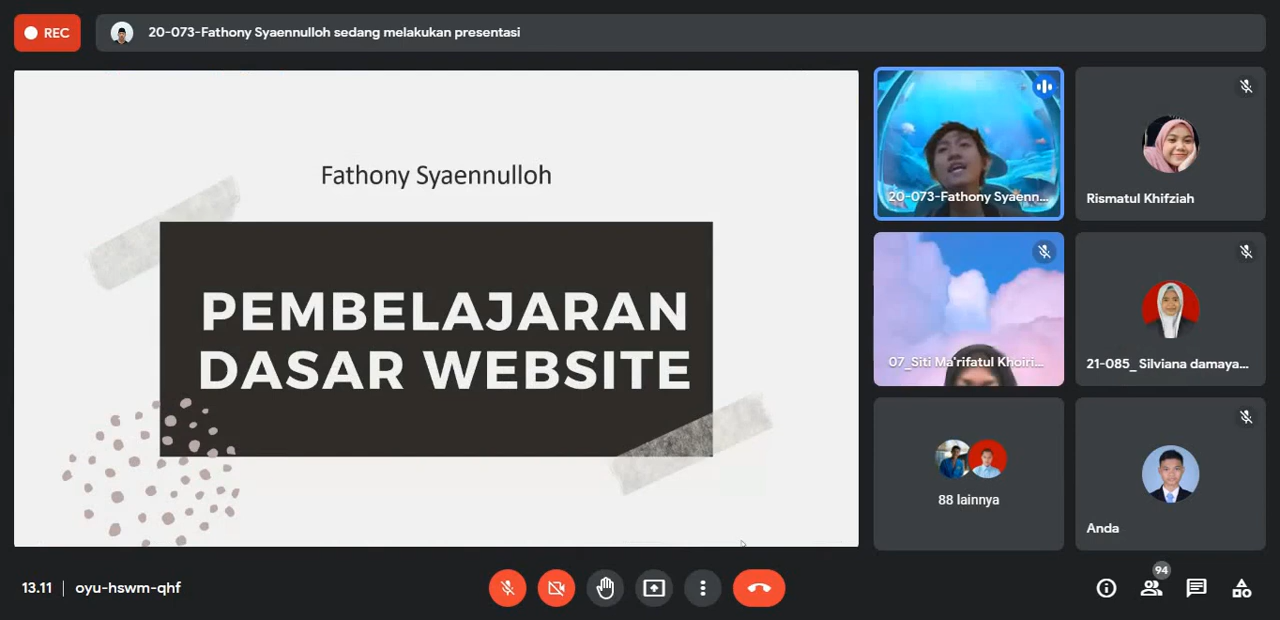 REC
20-073-Fathony Syaennulloh sedang melakukan presentasi
Fathony Syaennulloh
PEMBELAJARAN
DASAR WEBSITE
20-073-Fathony Syaenn...
Rismatul Khifziah
07_Siti Ma'rifatul Khoiri...
21-085_ Silviana damaya...
88 lainnya
Anda
13.11 | oyu-hswm-qhf
94